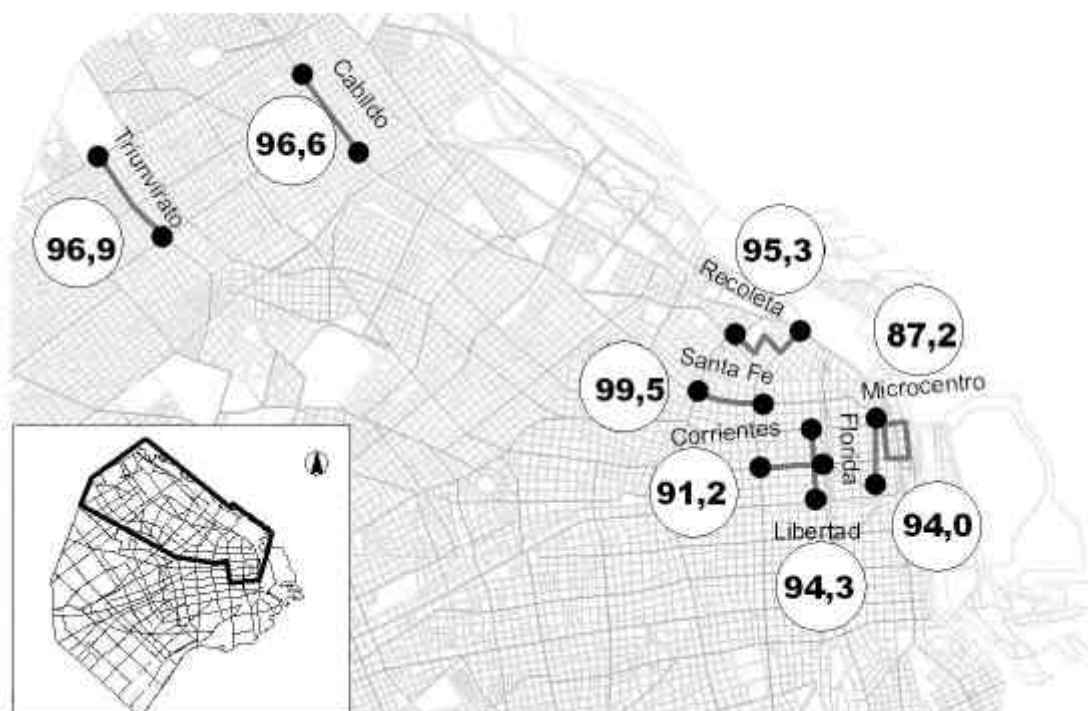 Cabildo
96,6
Triunvirato
96,9
95,3
Recoleta
87,2
Microcentro
Santa Fe
99,5
Corrientes
Florida
91,2
94,0
Libertad
94,3